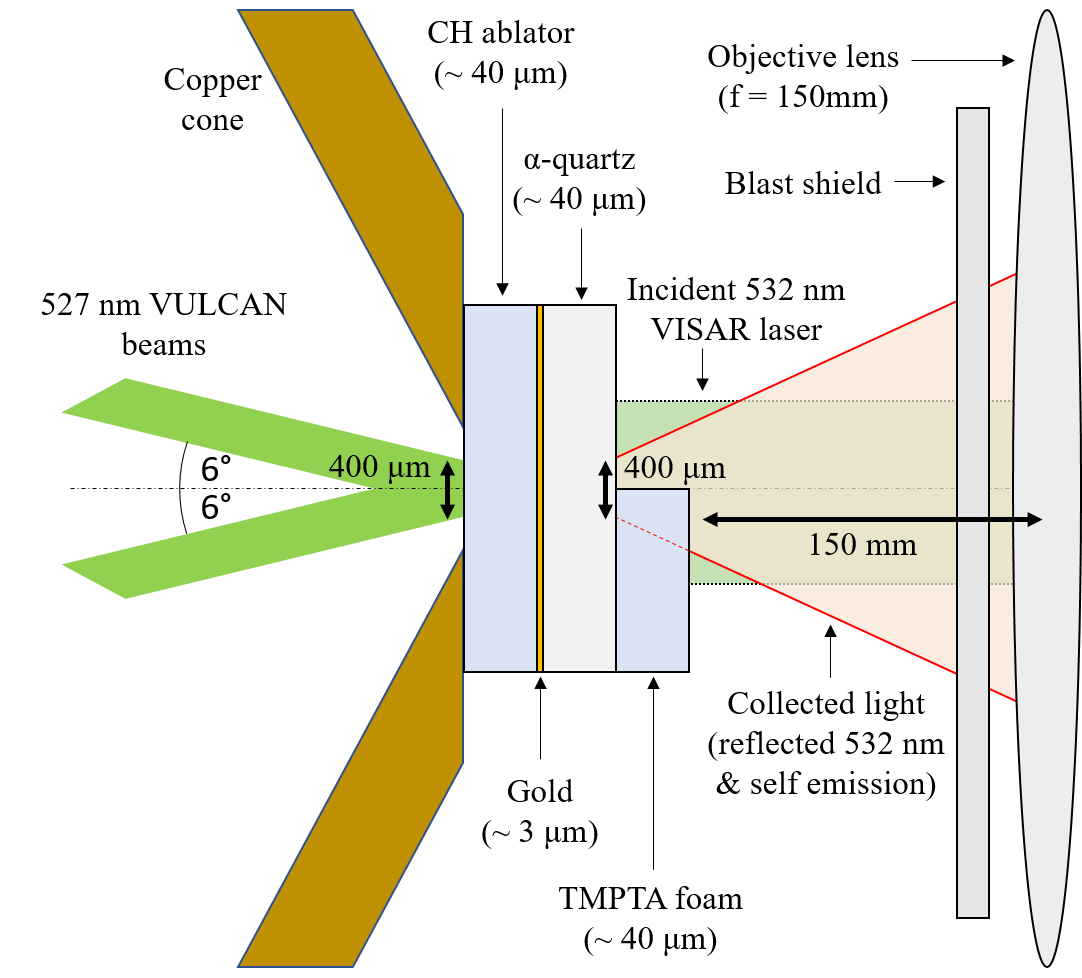 CH ablator
(~ 40 μm)
Copper
cone
Objective lens
(f = 150mm)
α-quartz
(~ 40 μm)
Blast shield
527 nm VULCAN
beams
Incident 532 nm
VISAR laser
6°
6°
400 μm
400 μm
150 mm
Collected light
(reflected 532 nm
& self emission)
Gold
(~ 3 μm)
TMPTA foam
(~ 40 μm)